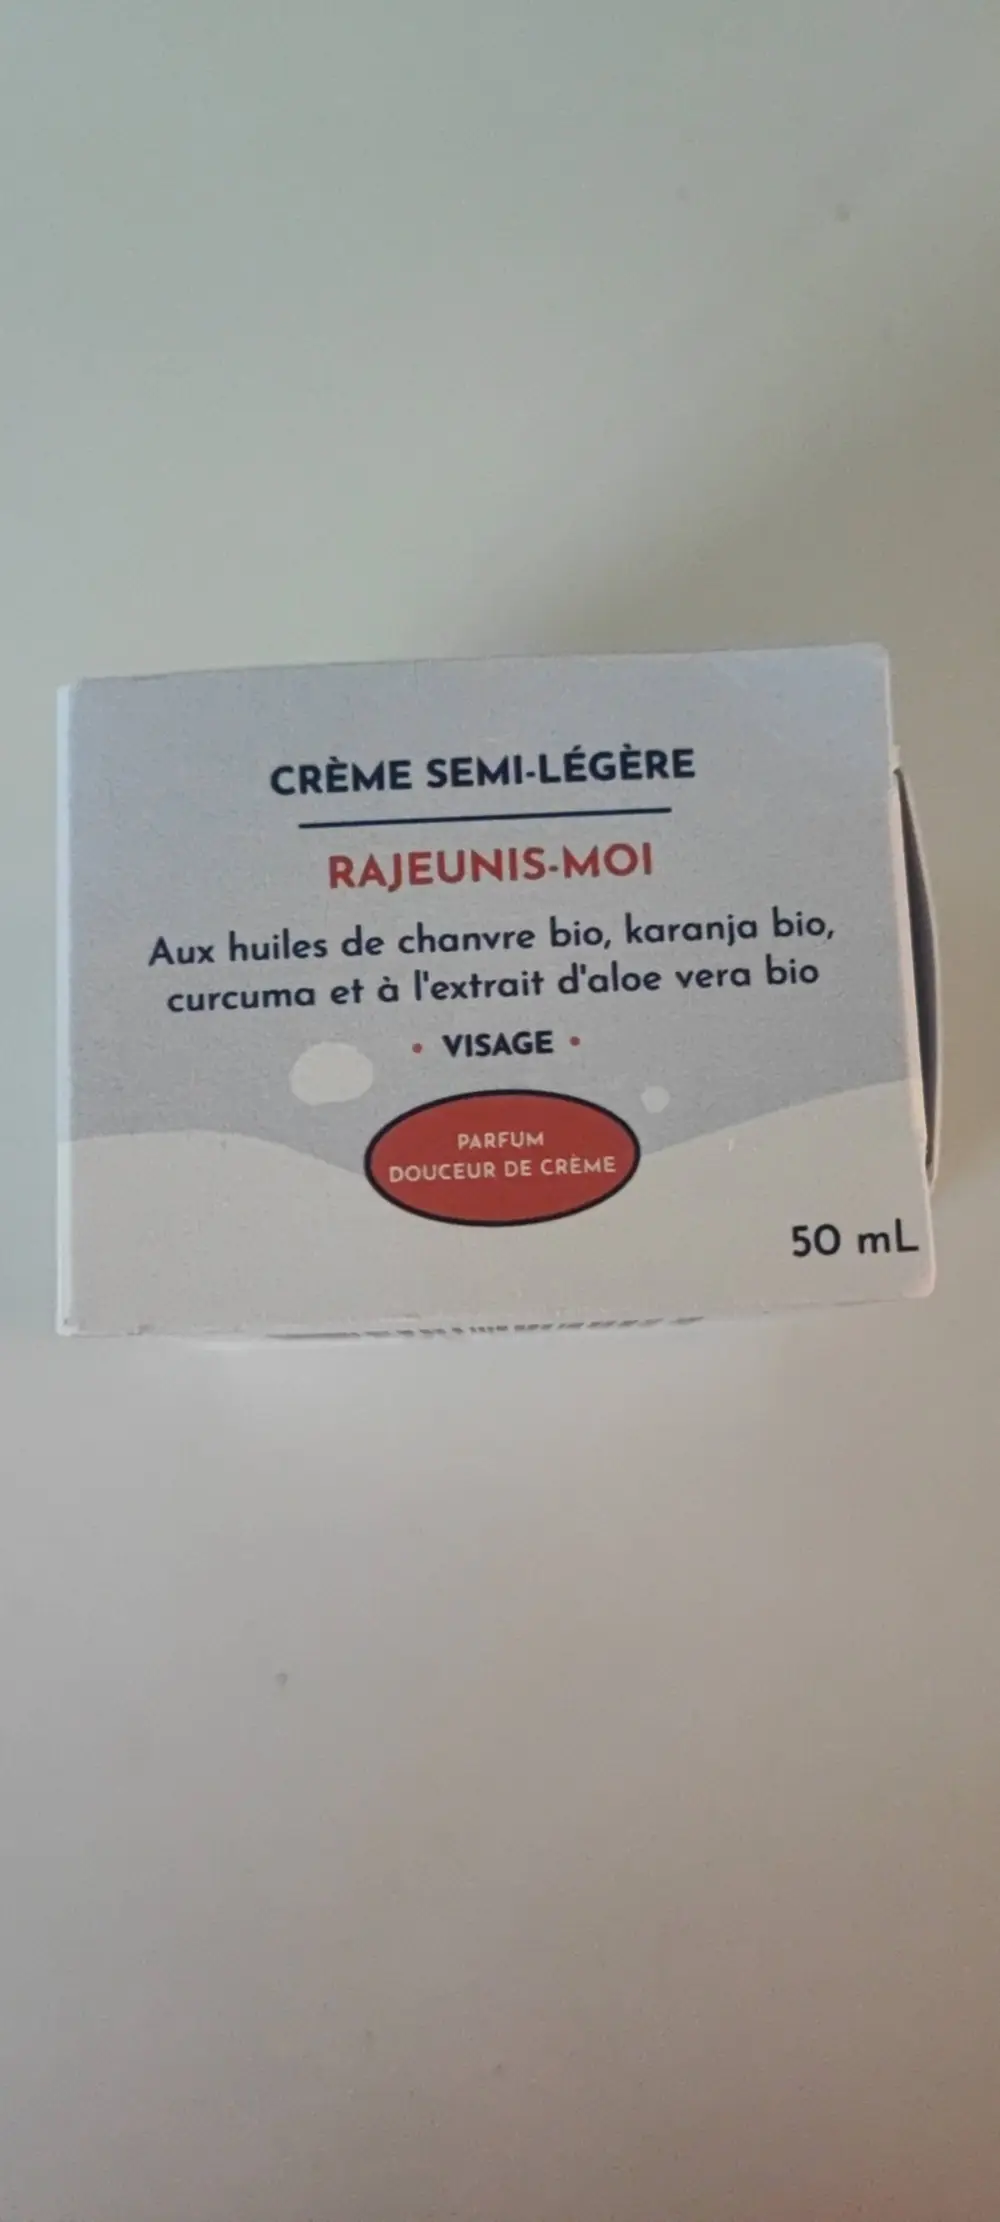 CRÈME SEMI-LÉGÈRE
RAJEUNIS-MOI
Aux huiles de chanvre bio, karanja bio,
curcuma et à l'extrait d'aloe vera bio
• VISAGE •
PARFUM
DOUCEUR DE CRÈME
50 mL